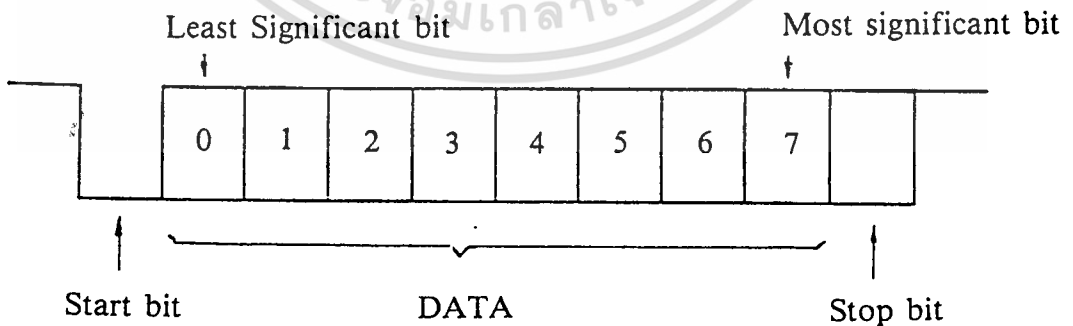 Least Significant bit
Most significant bit
0 1 2 3 4 5 6 7
Start bit
DATA
Stop bit